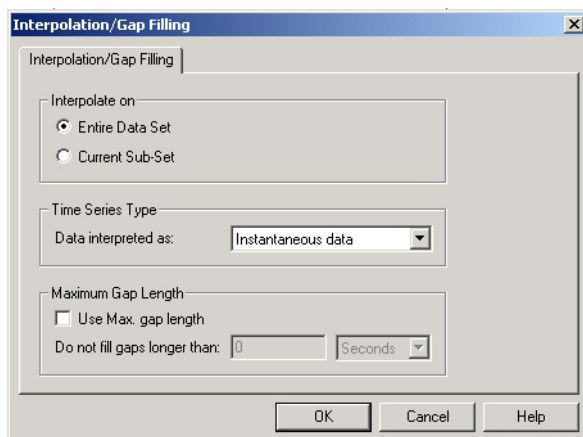 Interpolation/Gap Filling
Interpolation/Gap Filling
Interpolate on
Entire Data Set
Current Sub-Set
Time Series Type
Data interpreted as: Instantaneous data
Maximum Gap Length
Use Max. gap length
Do not fill gaps longer than: 0 Seconds
OK Cancel Help